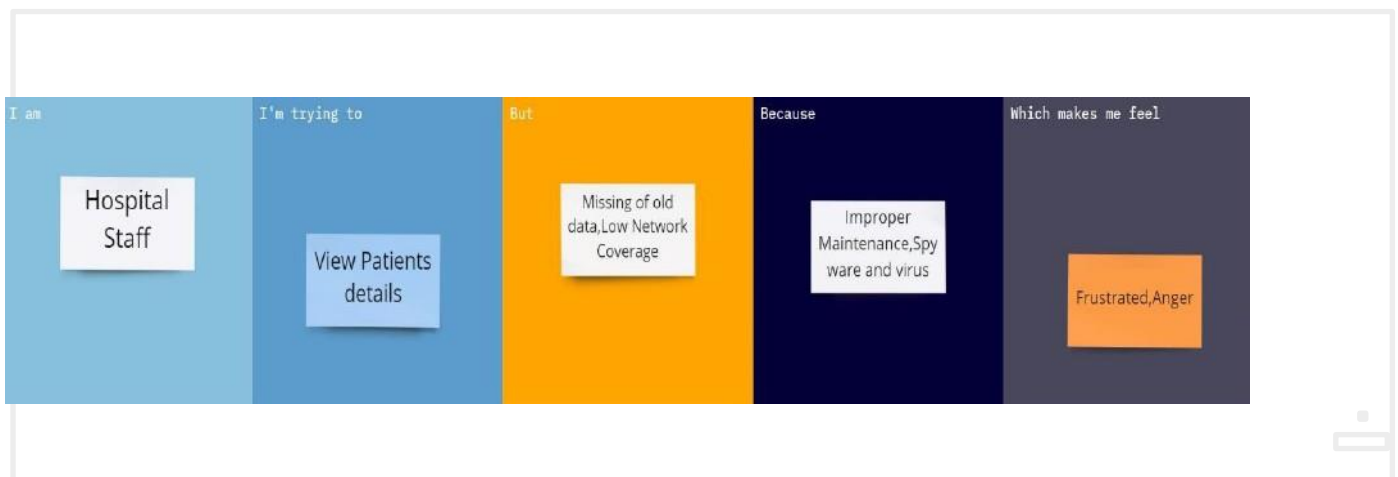 I am
Hospital
Staff
I'm trying to
View Patients
details
But
Missing of old
data,Low Network
Coverage
Because
Improper
Maintenance,Spy
ware and virus
Which makes me feel
Frustrated,Anger